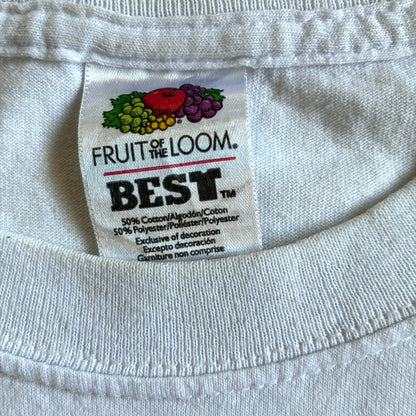 FRUIT OF THE LOOM®
BEST™
50% Cotton/Algodón/Coton
50% Polyester/Poliéster/Polyester
Exclusive of decoration
Excepto decoración
Garniture non comprise